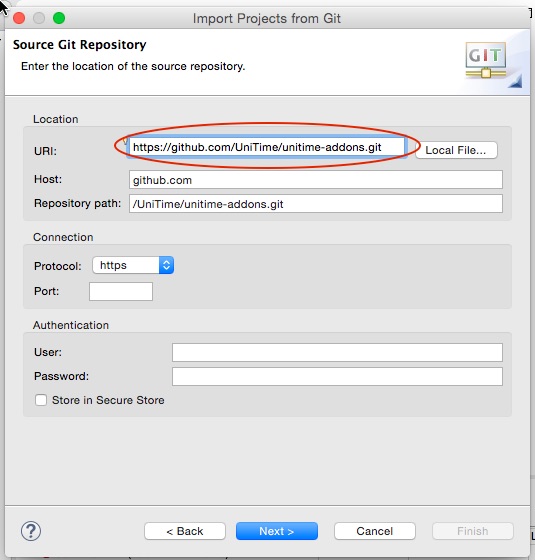 Import Projects from Git
Source Git Repository
Enter the location of the source repository.
GIT
Location
URI: https://github.com/UniTime/unitime-addons.git Local File...
Host: github.com
Repository path: /UniTime/unitime-addons.git
Connection
Protocol: https
Port:
Authentication
User:
Password:
Store in Secure Store
? < Back Next > Cancel Finish